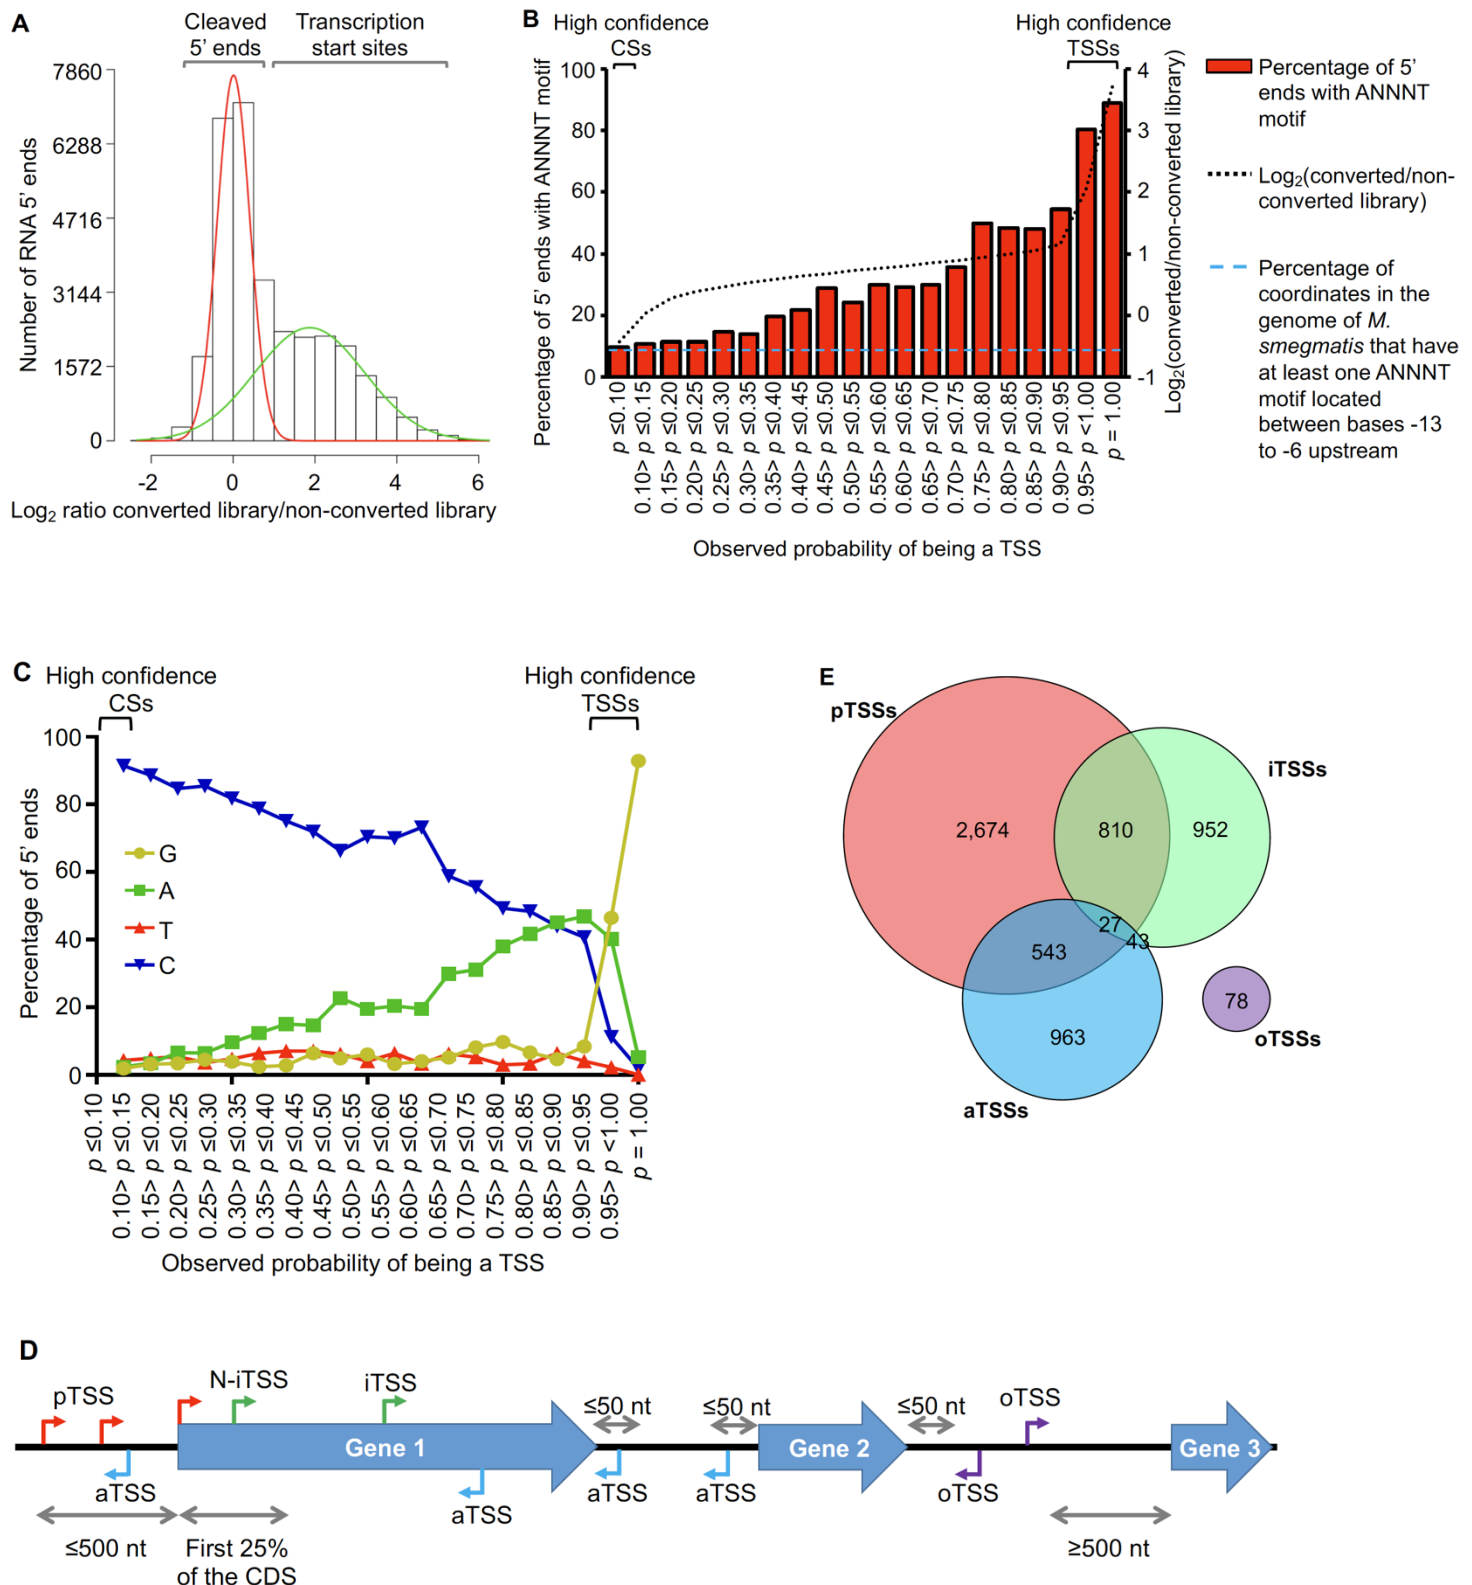 A
Cleaved
5’ ends
Transcription
start sites
7860
6288
4716
3144
1572
0
Number of RNA 5’ ends
-2
0
2
4
6
Log2 ratio converted library/non-converted library
B
High confidence
CSs
High confidence
TSSs
100
80
60
40
20
0
Percentage of 5’ ends with ANNNT motif
4
3
2
1
0
-1
Log2(converted/non-converted library)
p ≤0.10
0.10> p ≤0.15
0.15> p ≤0.20
0.20> p ≤0.25
0.25> p ≤0.30
0.30> p ≤0.35
0.35> p ≤0.40
0.40> p ≤0.45
0.45> p ≤0.50
0.50> p ≤0.55
0.55> p ≤0.60
0.60> p ≤0.65
0.65> p ≤0.70
0.70> p ≤0.75
0.75> p ≤0.80
0.80> p ≤0.85
0.85> p ≤0.90
0.90> p ≤0.95
0.95> p <1.00
p = 1.00
Observed probability of being a TSS
Percentage of 5’
ends with ANNNT
motif
Log2(converted/non-
converted library)
Percentage of
coordinates in the
genome of M.
smegmatis that have
at least one ANNNT
motif located
between bases -13
to -6 upstream
C
High confidence
CSs
High confidence
TSSs
100
80
60
40
20
0
Percentage of 5’ ends
G
A
T
C
p ≤0.10
0.10> p ≤0.15
0.15> p ≤0.20
0.20> p ≤0.25
0.25> p ≤0.30
0.30> p ≤0.35
0.35> p ≤0.40
0.40> p ≤0.45
0.45> p ≤0.50
0.50> p ≤0.55
0.55> p ≤0.60
0.60> p ≤0.65
0.65> p ≤0.70
0.70> p ≤0.75
0.75> p ≤0.80
0.80> p ≤0.85
0.85> p ≤0.90
0.90> p ≤0.95
0.95> p <1.00
p = 1.00
Observed probability of being a TSS
E
pTSSs
iTSSs
2,674
810
952
27
43
543
963
78
oTSSs
aTSSs
D
pTSS
N-iTSS
iTSS
≤50 nt
≤50 nt
≤50 nt
oTSS
Gene 1
Gene 2
Gene 3
aTSS
aTSS
aTSS
aTSS
oTSS
≤500 nt
First 25%
of the CDS
≥500 nt